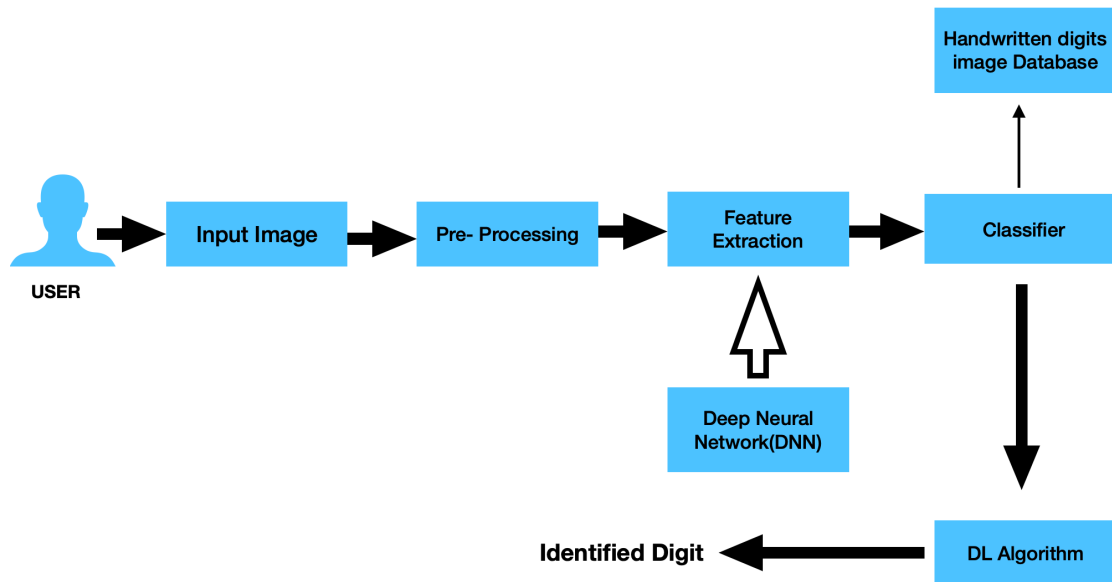 Handwritten digits
image Database
USER
Input Image
Pre- Processing
Feature
Extraction
Classifier
Deep Neural
Network(DNN)
DL Algorithm
Identified Digit